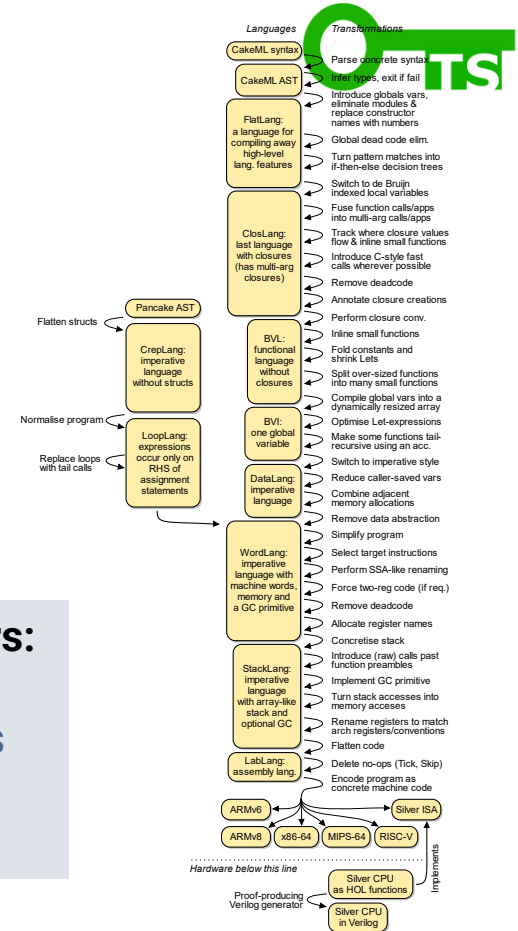 Languages
Transformations
TS
CakeML syntax
Parse concrete syntax
CakeML AST
Infer types, exit if fail
Introduce globals vars,
eliminate modules &
replace constructor
names with numbers
FlatLang:
a language for
compiling away
high-level
lang. features
Global dead code elim.
Turn pattern matches into
if-then-else decision trees
Switch to de Bruijn
indexed local variables
Fuse function calls/apps
into multi-arg calls/apps
ClosLang:
last language
with closures
(has multi-arg
closures)
Track where closure values
flow & inline small functions
Introduce C-style fast
calls wherever possible
Remove deadcode
Annotate closure creations
Perform closure conv.
Pancake AST
Flatten structs
CrepLang:
imperative
language
without structs
BVL:
functional
language
without
closures
Inline small functions
Fold constants and
shrink Lets
Split over-sized functions
into many small functions
Compile global vars into a
dynamically resized array
Normalise program
LoopLang:
expressions
occur only on
RHS of
assignment
statements
Replace loops
with tail calls
BVI:
one global
variable
Optimise Let-expressions
Make some functions tail-
recursive using an acc.
Switch to imperative style
DataLang:
imperative
language
Reduce caller-saved vars
Combine adjacent
memory allocations
Remove data abstraction
WordLang:
imperative
language with
machine words,
memory and
a GC primitive
Simplify program
Select target instructions
Perform SSA-like renaming
Force two-reg code (if req.)
Remove deadcode
Allocate register names
Concretise stack
rs:
s
StackLang:
imperative
language
with array-like
stack and
optional GC
Introduce (raw) calls past
function preambles
Implement GC primitive
Turn stack accesses into
memory acceses
Rename registers to match
arch registers/conventions
Flatten code
LabLang:
assembly lang.
Delete no-ops (Tick, Skip)
Encode program as
concrete machine code
ARMv6
Silver ISA
ARMv8
x86-64
MIPS-64
RISC-V
Implements
Hardware below this line
Silver CPU
as HOL functions
Proof-producing
Verilog generator
Silver CPU
in Verilog